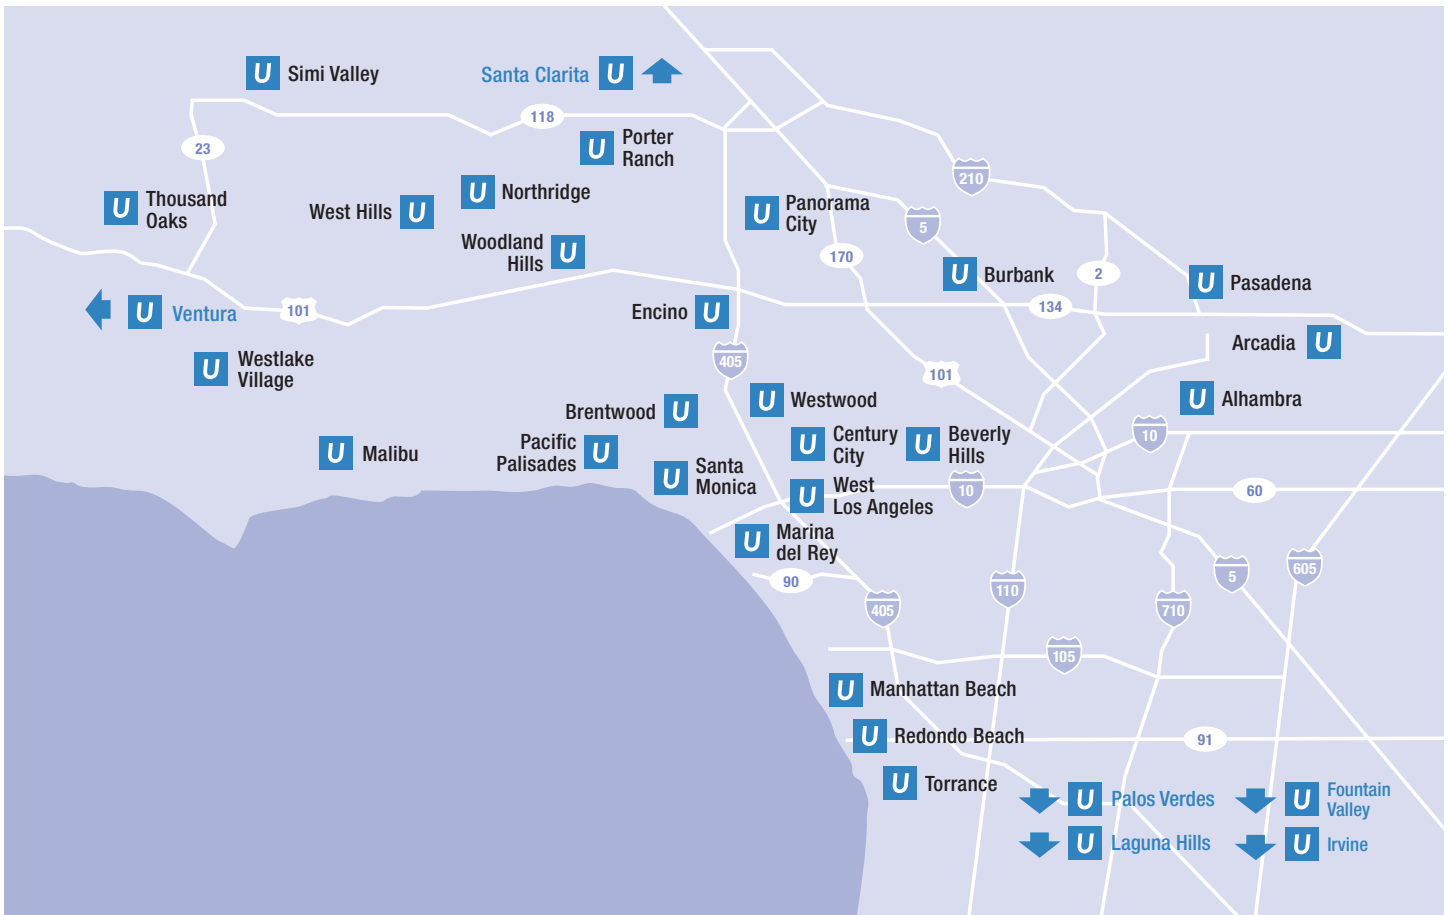 U Simi Valley
Santa Clarita U
118
U Porter
Ranch
23
210
U Northridge
U Thousand
Oaks
West Hills U
U Panorama
City
5
Woodland
Hills U
170
U Burbank
2
U Pasadena
U Ventura
101
Encino U
134
Arcadia U
405
U Westlake
Village
101
U Westwood
U Alhambra
Brentwood U
10
U Malibu
Pacific
Palisades U
U Century
City
U Beverly
Hills
U Santa
Monica
U West
Los Angeles
10
60
U Marina
del Rey
90
5
605
405
110
710
105
U Manhattan Beach
U Redondo Beach
91
U Torrance
U Palos Verdes
U Fountain
Valley
U Laguna Hills
U Irvine